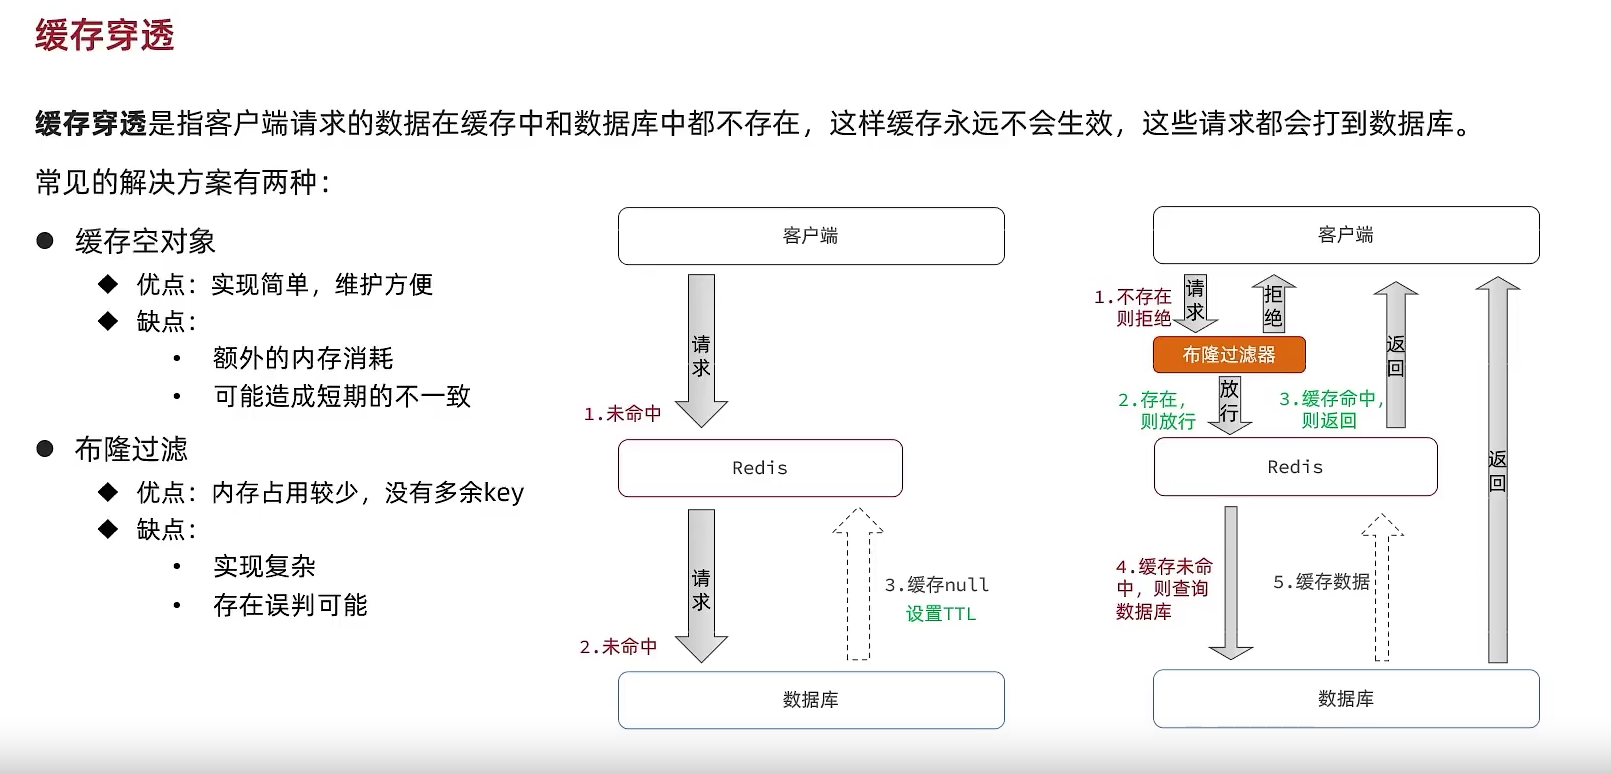 缓存穿透
缓存穿透是指客户端请求的数据在缓存中和数据库中都不存在，这样缓存永远不会生效，这些请求都会打到数据库。
常见的解决方案有两种：
● 缓存空对象
◆ 优点：实现简单，维护方便
◆ 缺点：
• 额外的内存消耗
• 可能造成短期的不一致
● 布隆过滤
◆ 优点：内存占用较少，没有多余key
◆ 缺点：
• 实现复杂
• 存在误判可能
客户端
请求
1.未命中
Redis
请求
2.未命中
3.缓存null
设置TTL
数据库
客户端
1.不存在
则拒绝
请求
拒绝
布隆过滤器
2.存在，
则放行
放行
3.缓存命中，
则返回
返回
Redis
返回
4.缓存未命
中，则查询
数据库
5.缓存数据
数据库